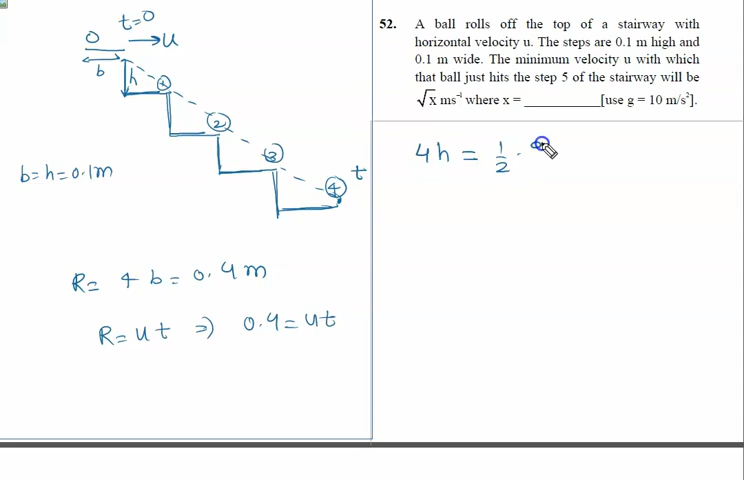 t=0
0 → u
b
h
1
2
3
4 t
b=h=0.1m
R= 4 b = 0.4 m
R= u t ⇒ 0.4 = ut
52. A ball rolls off the top of a stairway with
horizontal velocity u. The steps are 0.1 m high and
0.1 m wide. The minimum velocity u with which
that ball just hits the step 5 of the stairway will be
√x ms⁻¹ where x = __________ [use g = 10 m/s²].
4h = 1/2 ·